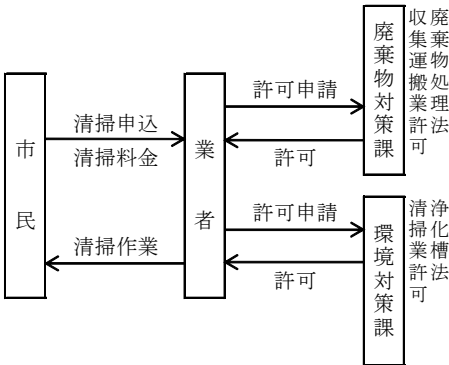 市民
清掃申込
清掃料金
清掃作業
業者
許可申請
許可
許可申請
許可
廃棄物対策課
廃棄物処理法
収集運搬業許可
環境対策課
浄化槽法
清掃業許可